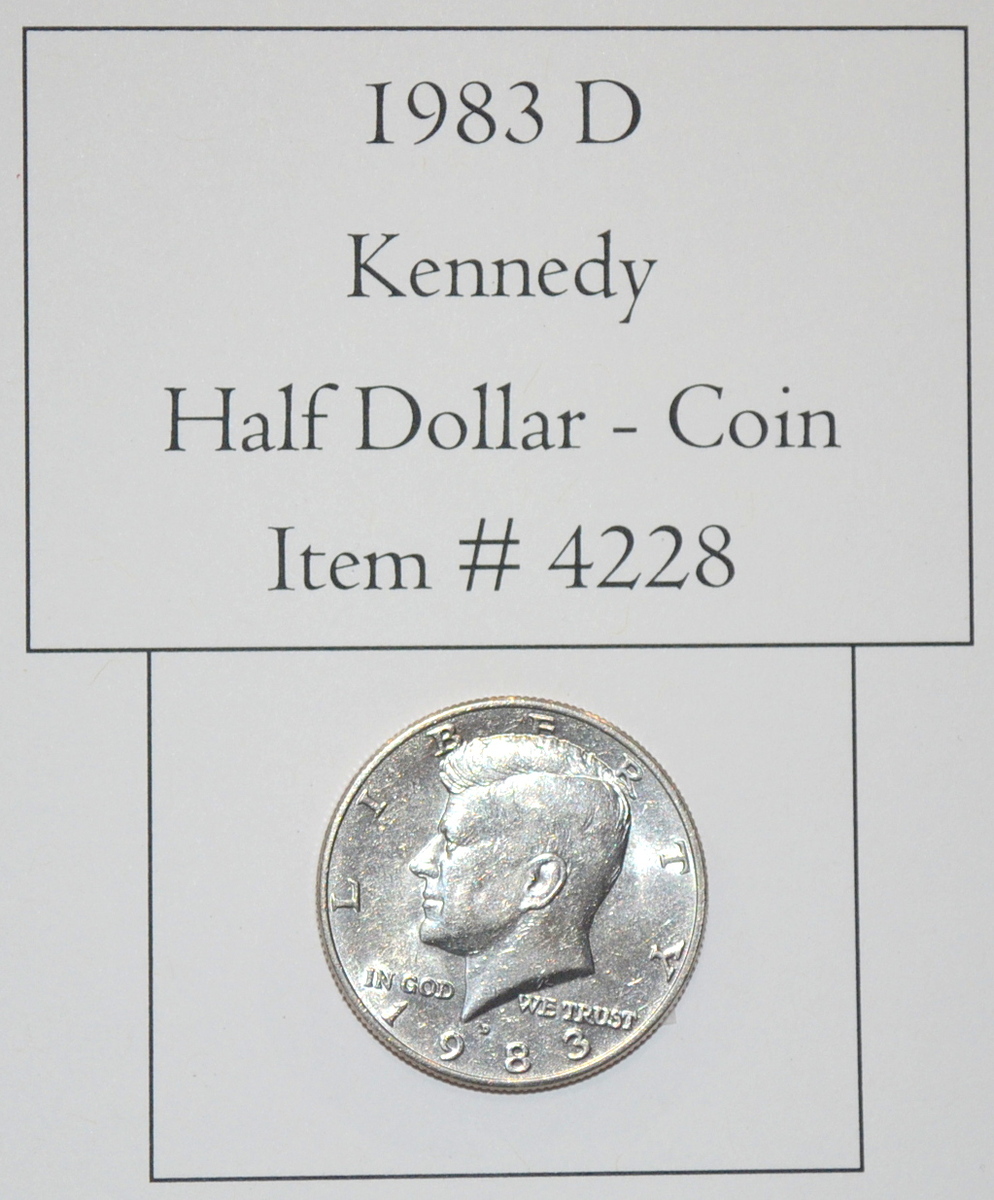 1983 D
Kennedy
Half Dollar - Coin
Item # 4228
LIBERTY
IN GOD WE TRUST
D
1983